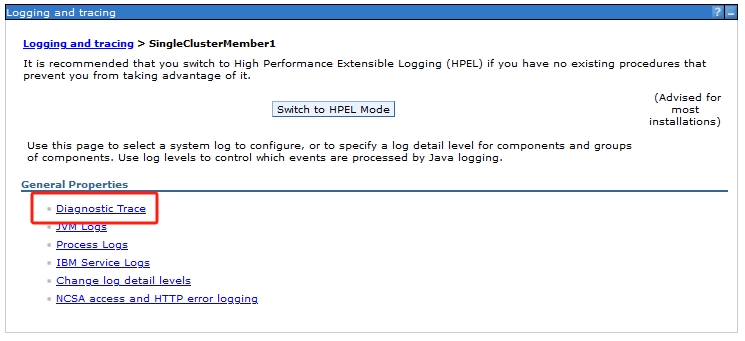 Logging and tracing ? –
Logging and tracing > SingleClusterMember1
It is recommended that you switch to High Performance Extensible Logging (HPEL) if you have no existing procedures that
prevent you from taking advantage of it.
Switch to HPEL Mode
(Advised for
most
installations)
Use this page to select a system log to configure, or to specify a log detail level for components and groups
of components. Use log levels to control which events are processed by Java logging.
General Properties
Diagnostic Trace
JVM Logs
Process Logs
IBM Service Logs
Change log detail levels
NCSA access and HTTP error logging